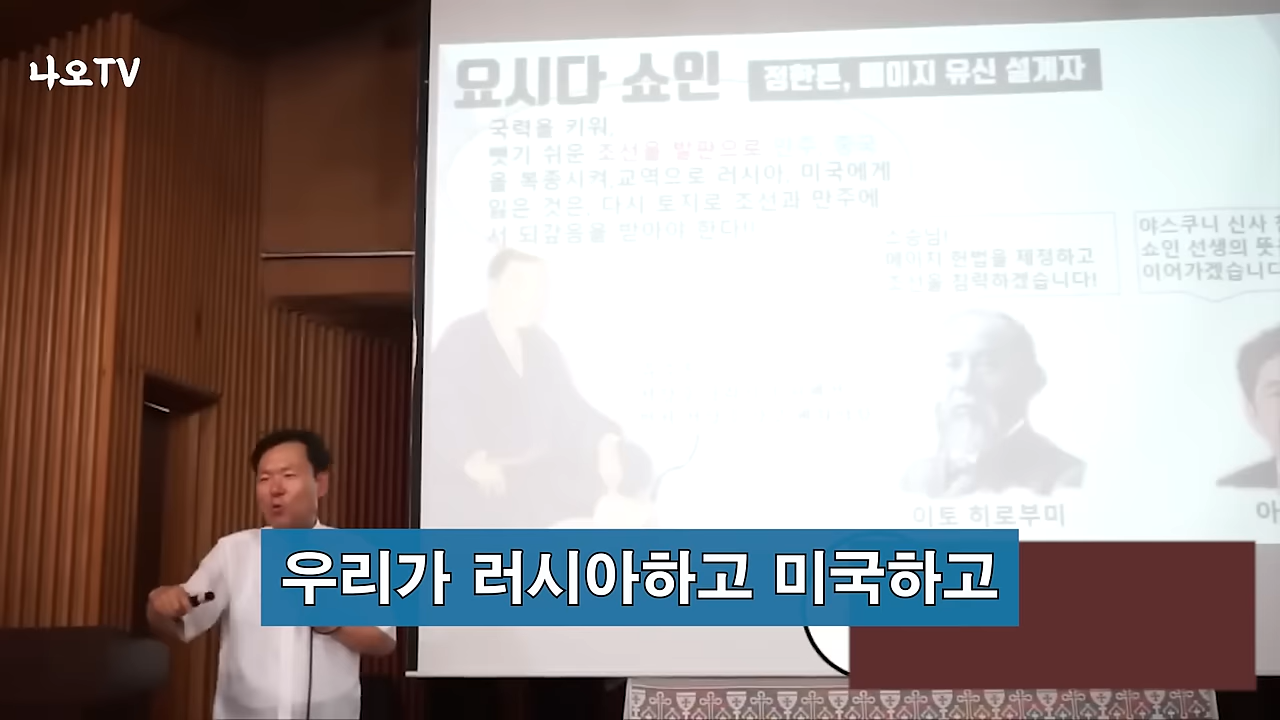 나오TV
요시다 쇼인
정한론, 메이지 유신 설계자
국력을 키워,
뺏기 쉬운 조선을 발판으로
을 복종시켜,교역으로 러시아, 미국에게
잃은 것은, 다시 토지로 조선과 만주에
서 되갚음을 받아야 한다!!
스승님!
메이지 헌법을 제정하고
조선을 침략하겠습니다!
야스쿠니 신사
쇼인 선생의 뜻
이어가겠습니다
이토 히로부미
우리가 러시아하고 미국하고